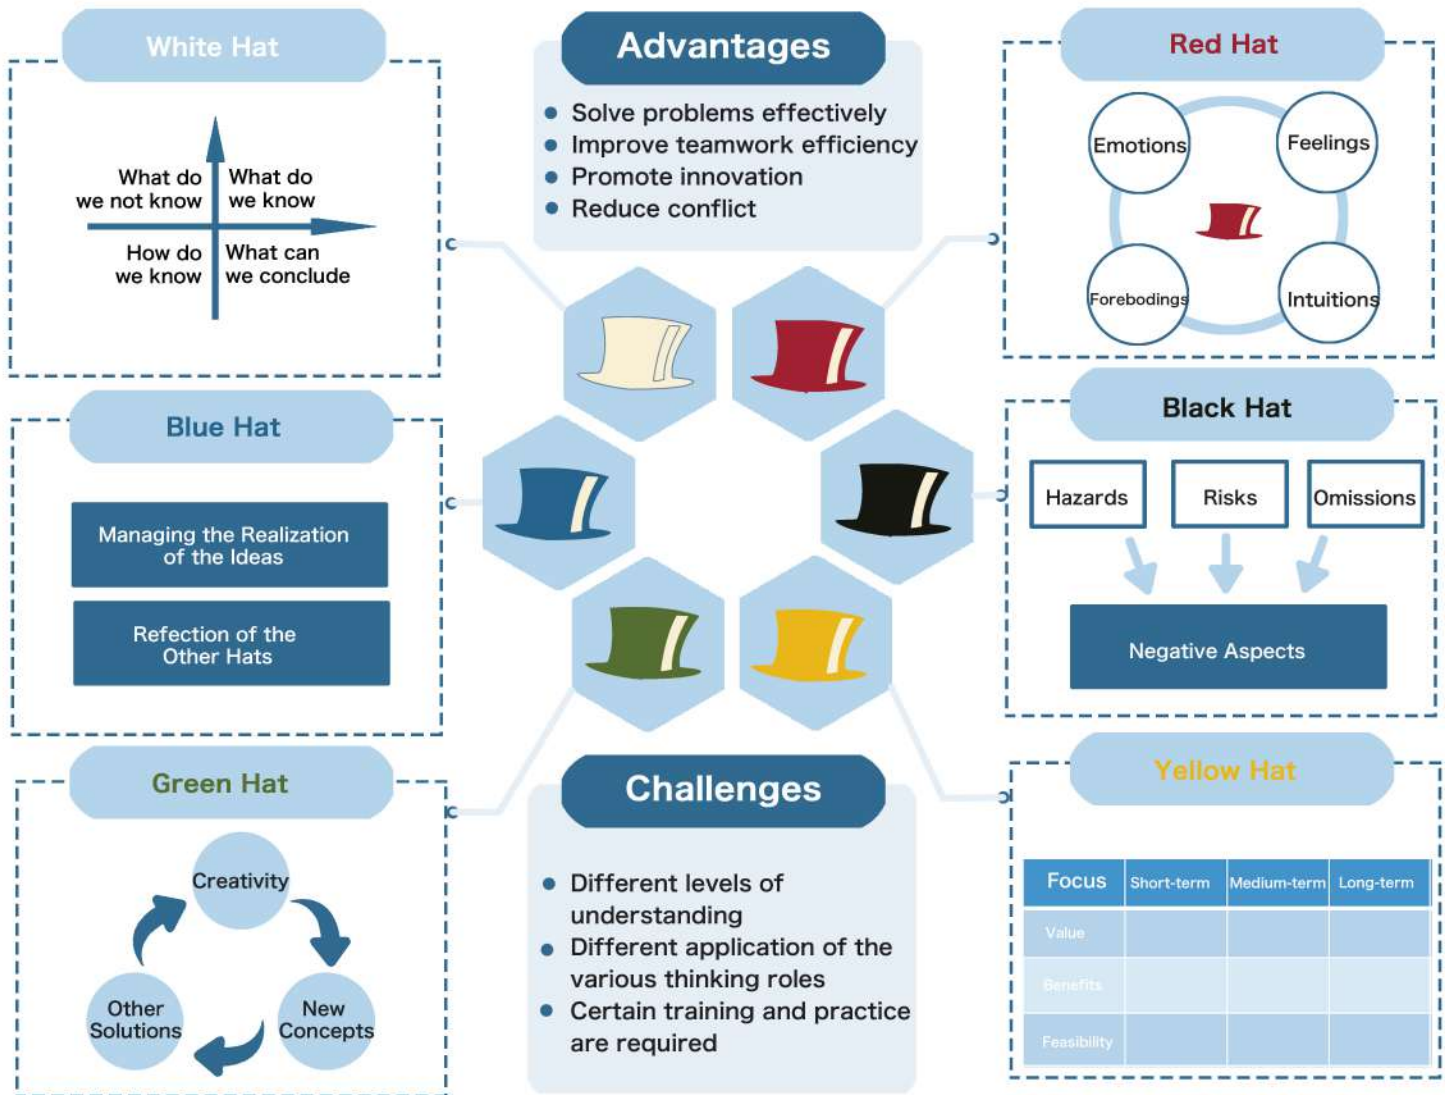 White Hat
What do
we not know
What do
we know
How do
we know
What can
we conclude
Advantages
Solve problems effectively
Improve teamwork efficiency
Promote innovation
Reduce conflict
Red Hat
Emotions
Feelings
Forebodings
Intuitions
Blue Hat
Managing the Realization
of the Ideas
Refection of the
Other Hats
Black Hat
Hazards
Risks
Omissions
Negative Aspects
Green Hat
Creativity
Other
Solutions
New
Concepts
Challenges
Different levels of
understanding
Different application of the
various thinking roles
Certain training and practice
are required
Yellow Hat
Focus Short-term Medium-term Long-term
Value
Benefits
Feasibility